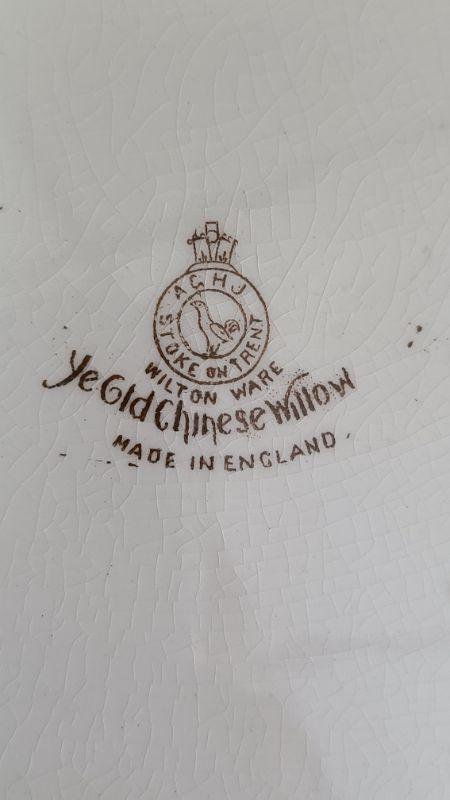 ACHJ
STOKE ON TRENT
WILTON WARE
Ye Old Chinese Willow
MADE IN ENGLAND